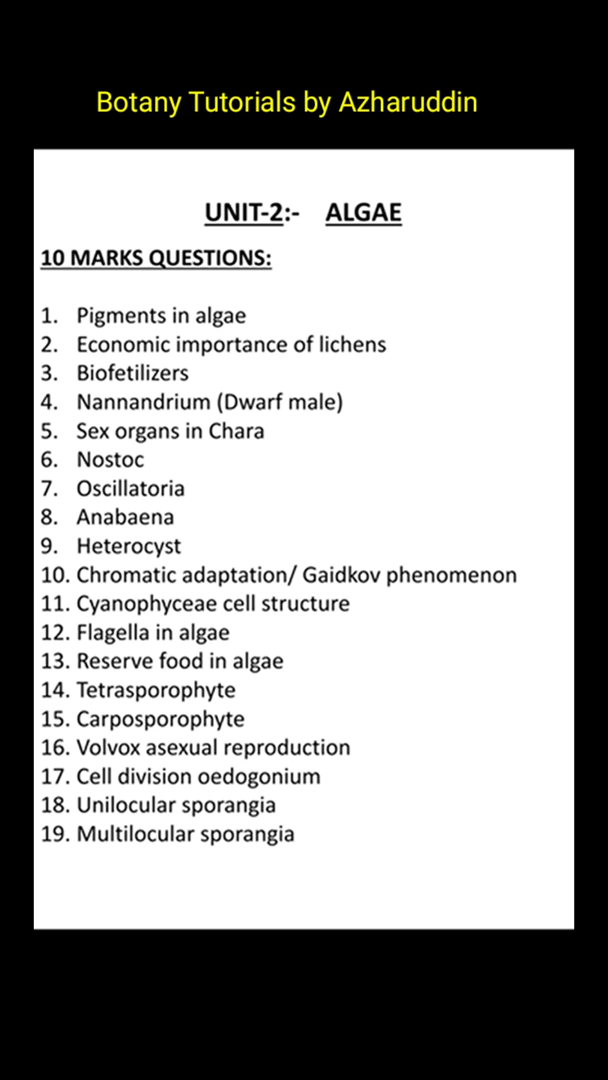 Botany Tutorials by Azharuddin
UNIT-2:- ALGAE
10 MARKS QUESTIONS:
1. Pigments in algae
2. Economic importance of lichens
3. Biofetilizers
4. Nannandrium (Dwarf male)
5. Sex organs in Chara
6. Nostoc
7. Oscillatoria
8. Anabaena
9. Heterocyst
10. Chromatic adaptation/ Gaidkov phenomenon
11. Cyanophyceae cell structure
12. Flagella in algae
13. Reserve food in algae
14. Tetrasporophyte
15. Carposporophyte
16. Volvox asexual reproduction
17. Cell division oedogonium
18. Unilocular sporangia
19. Multilocular sporangia